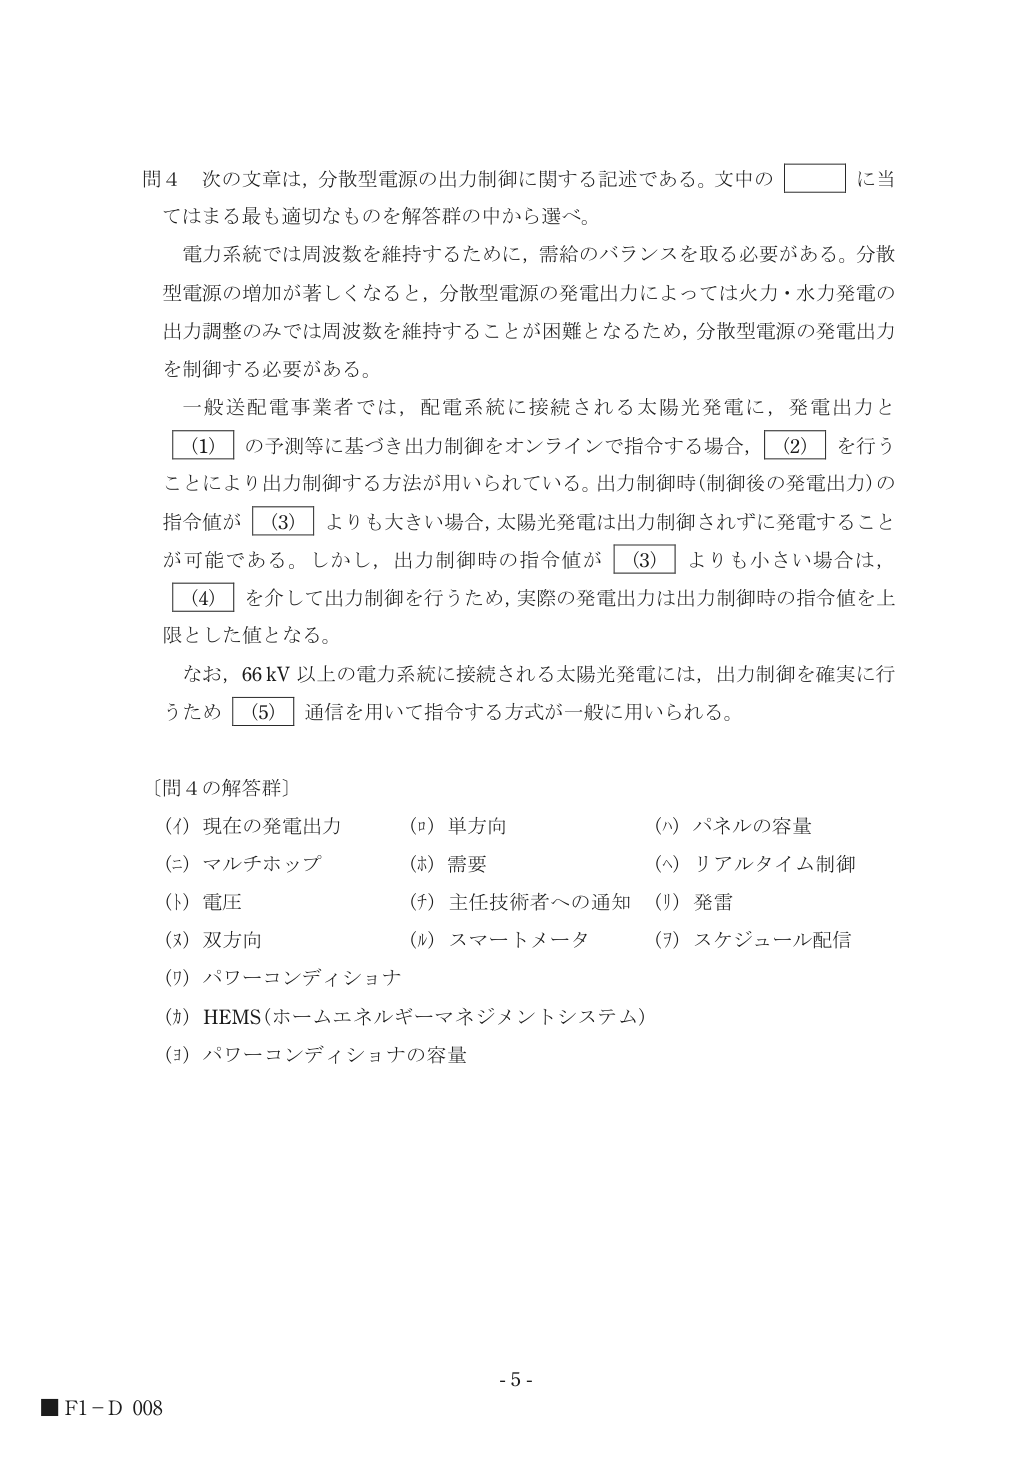 問４　次の文章は，分散型電源の出力制御に関する記述である。文中の　　　に当
てはまる最も適切なものを解答群の中から選べ。
電力系統では周波数を維持するために，需給のバランスを取る必要がある。分散
型電源の増加が著しくなると，分散型電源の発電出力によっては火力・水力発電の
出力調整のみでは周波数を維持することが困難となるため，分散型電源の発電出力
を制御する必要がある。
一般送配電事業者では，配電系統に接続される太陽光発電に，発電出力と
(1) の予測等に基づき出力制御をオンラインで指令する場合， (2) を行う
ことにより出力制御する方法が用いられている。出力制御時(制御後の発電出力)の
指令値が (3) よりも大きい場合，太陽光発電は出力制御されずに発電すること
が可能である。しかし，出力制御時の指令値が (3) よりも小さい場合は，
(4) を介して出力制御を行うため，実際の発電出力は出力制御時の指令値を上
限とした値となる。
なお，66 kV 以上の電力系統に接続される太陽光発電には，出力制御を確実に行
うため (5) 通信を用いて指令する方式が一般に用いられる。
〔問４の解答群〕
(ｲ) 現在の発電出力　(ﾛ) 単方向　(ﾊ) パネルの容量
(ﾆ) マルチホップ　(ﾎ) 需要　(ﾍ) リアルタイム制御
(ﾄ) 電圧　(ﾁ) 主任技術者への通知　(ﾘ) 発雷
(ﾇ) 双方向　(ﾙ) スマートメータ　(ｦ) スケジュール配信
(ﾜ) パワーコンディショナ
(ｶ) HEMS(ホームエネルギーマネジメントシステム)
(ﾖ) パワーコンディショナの容量
- 5 -
■ F1－D 008